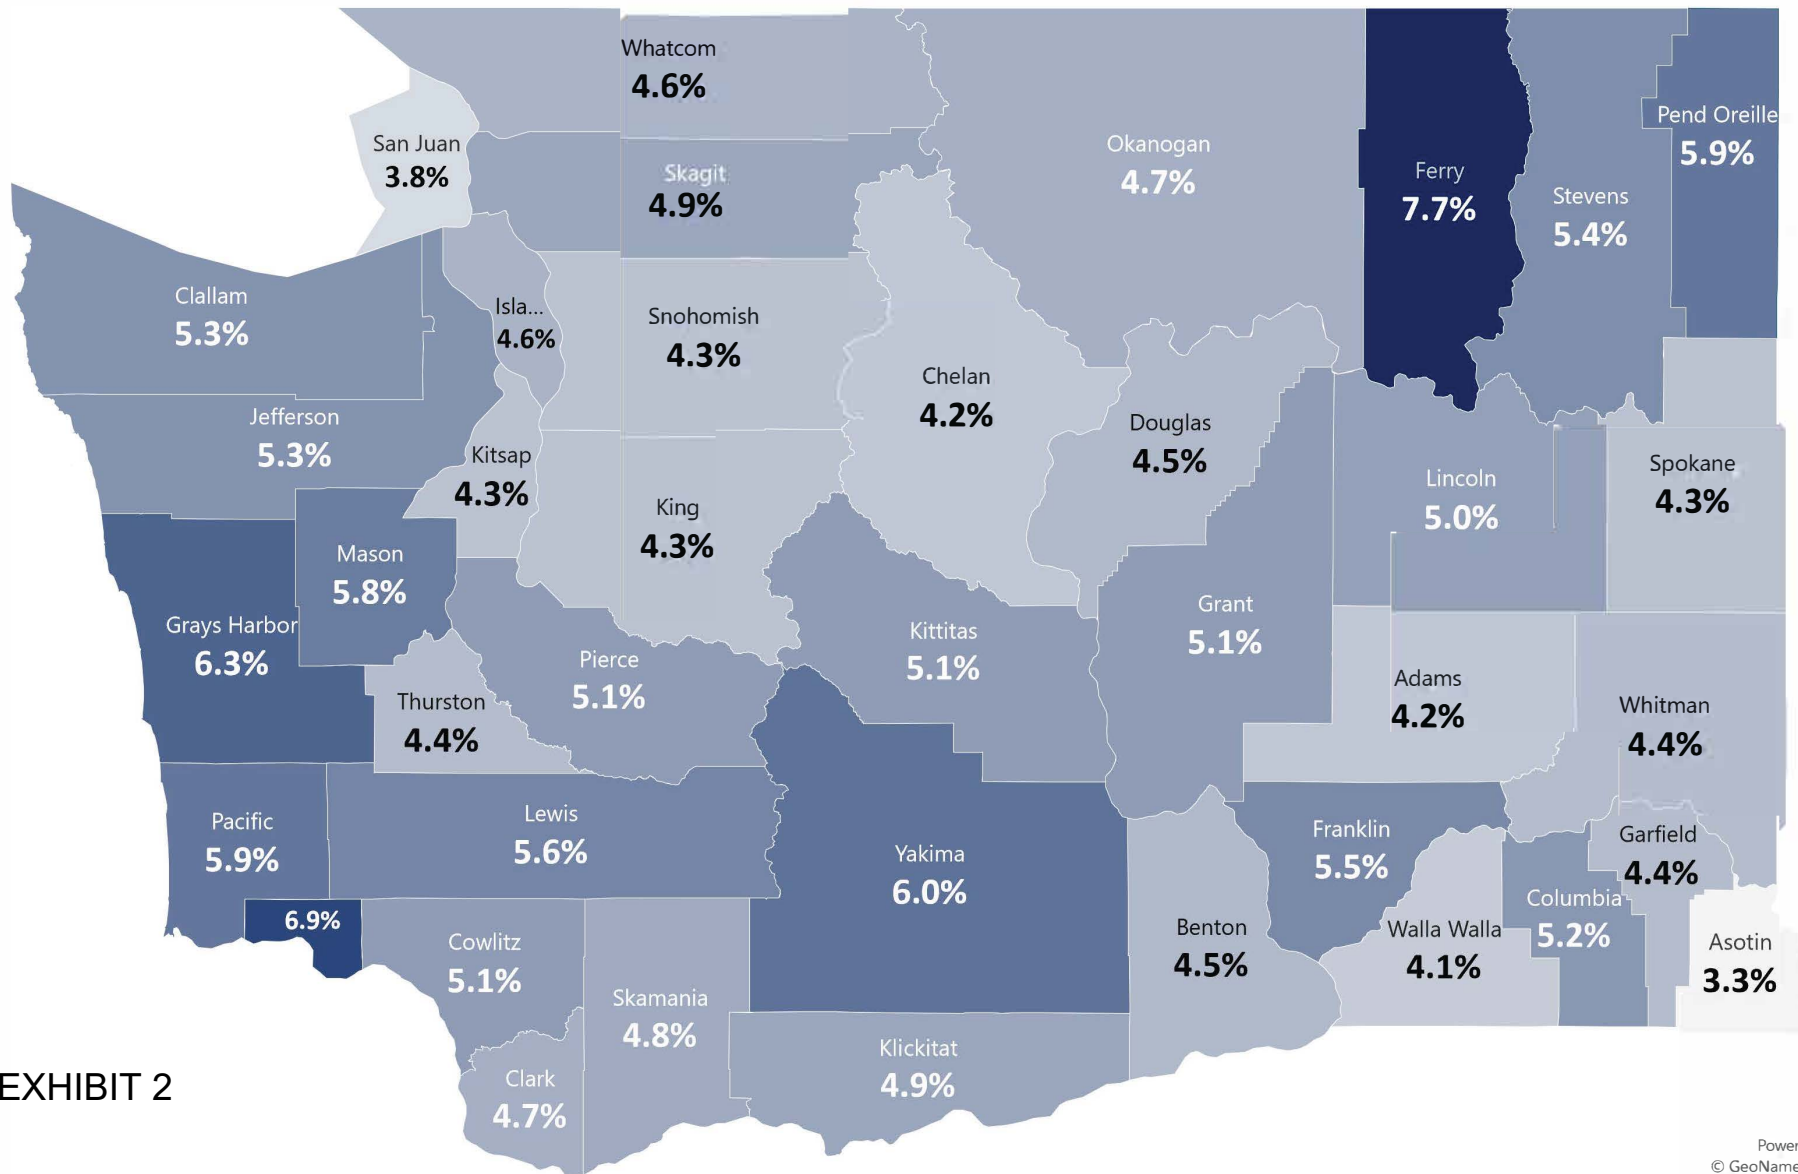 Whatcom
4.6%
San Juan
3.8%
Skagit
4.9%
Okanogan
4.7%
Ferry
7.7%
Stevens
5.4%
Pend Oreille
5.9%
Clallam
5.3%
Isla...
4.6%
Snohomish
4.3%
Chelan
4.2%
Douglas
4.5%
Jefferson
5.3%
Kitsap
4.3%
King
4.3%
Lincoln
5.0%
Spokane
4.3%
Mason
5.8%
Grays Harbor
6.3%
Thurston
4.4%
Pierce
5.1%
Kittitas
5.1%
Grant
5.1%
Adams
4.2%
Whitman
4.4%
Pacific
5.9%
Lewis
5.6%
Yakima
6.0%
Franklin
5.5%
Garfield
4.4%
Columbia
5.2%
6.9%
Cowlitz
5.1%
Skamania
4.8%
Benton
4.5%
Walla Walla
4.1%
Asotin
3.3%
Clark
4.7%
Klickitat
4.9%
EXHIBIT 2
Power
© GeoName